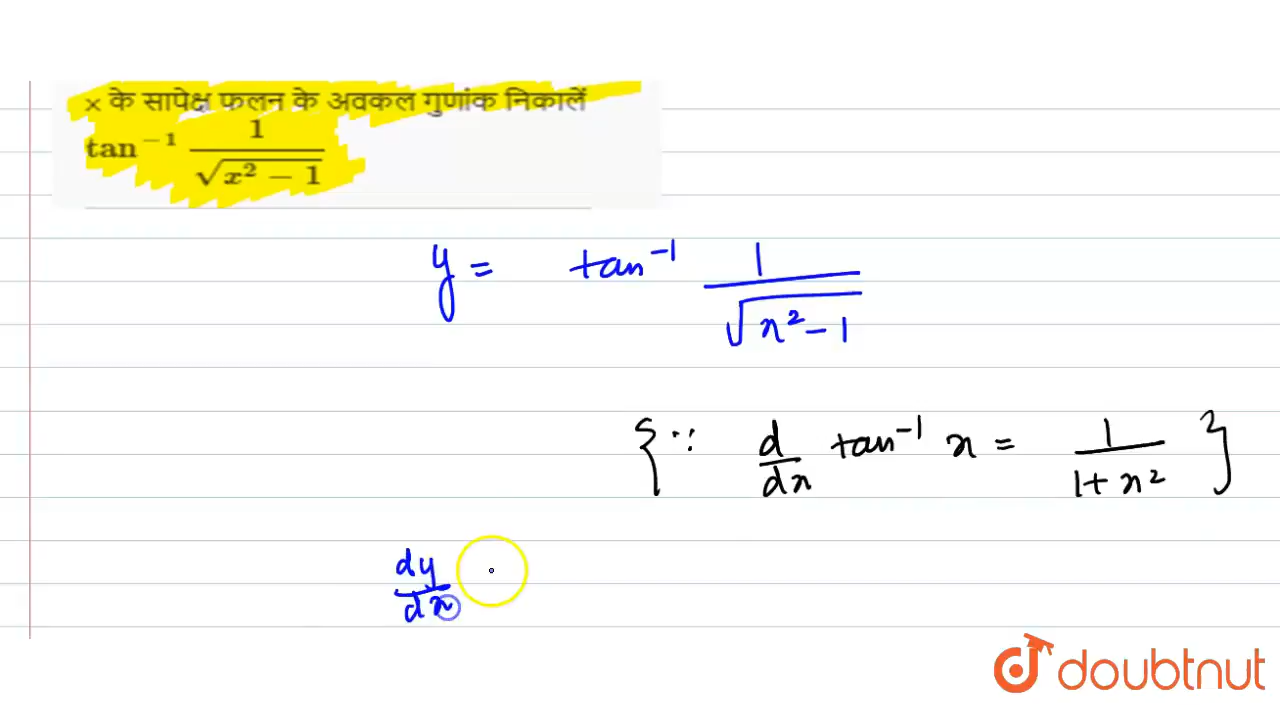 x के सापेक्ष फलन के अवकल गुणांक निकालें
tan⁻¹ 1/√(x² − 1)
y = tan⁻¹ 1/√(x² − 1)
{∵ d/dx tan⁻¹ x = 1/(1 + x²)}
dy/dx
doubtnut